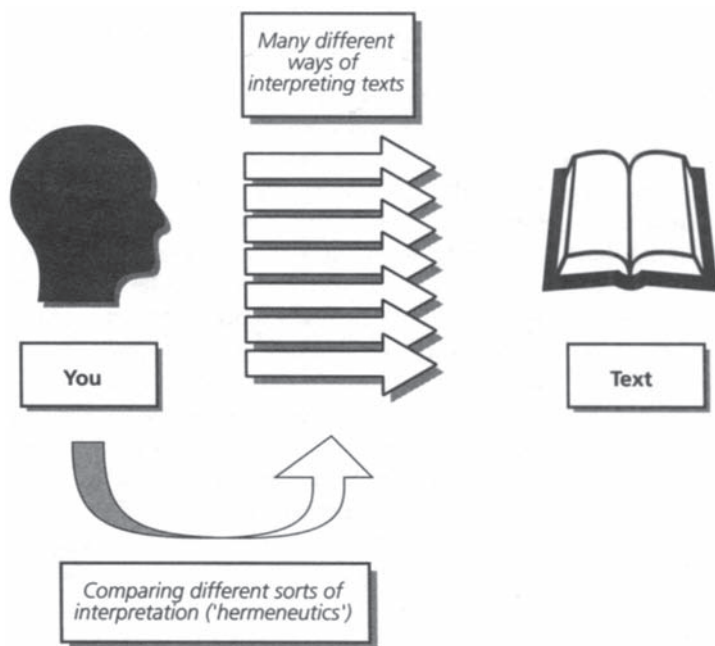 Many different
ways of
interpreting texts
You
Text
Comparing different sorts of
interpretation ('hermeneutics')